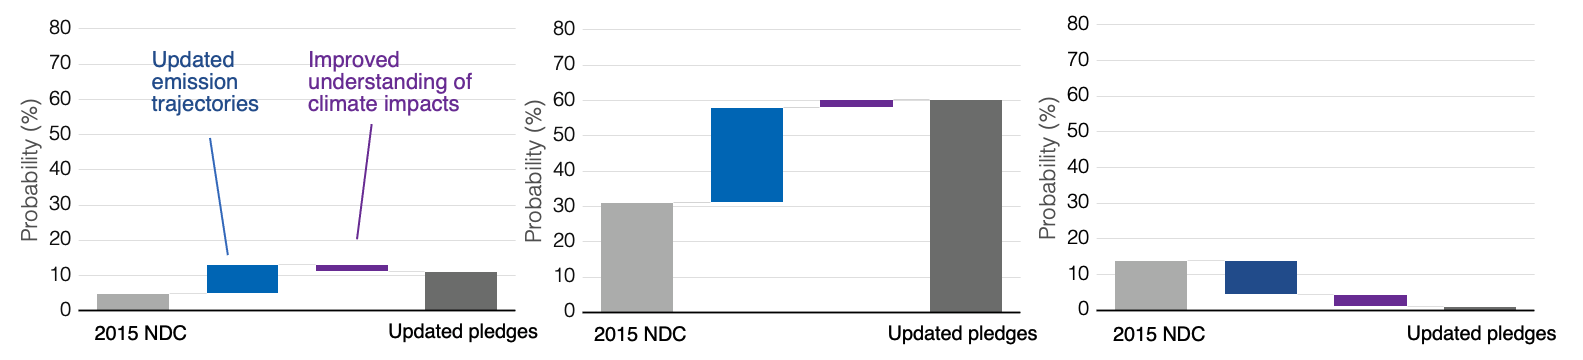 80
70
60
50
40
30
20
10
0
Probability (%)
Updated
emission
trajectories
Improved
understanding of
climate impacts
2015 NDC
Updated pledges
80
70
60
50
40
30
20
10
0
Probability (%)
2015 NDC
Updated pledges
80
70
60
50
40
30
20
10
0
Probability (%)
2015 NDC
Updated pledges